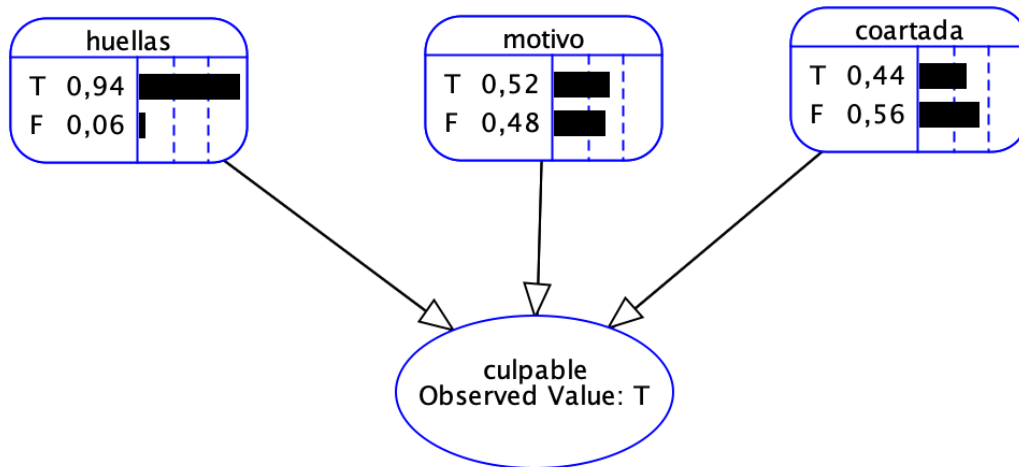 huellas
T 0,94
F 0,06
motivo
T 0,52
F 0,48
coartada
T 0,44
F 0,56
culpable
Observed Value: T